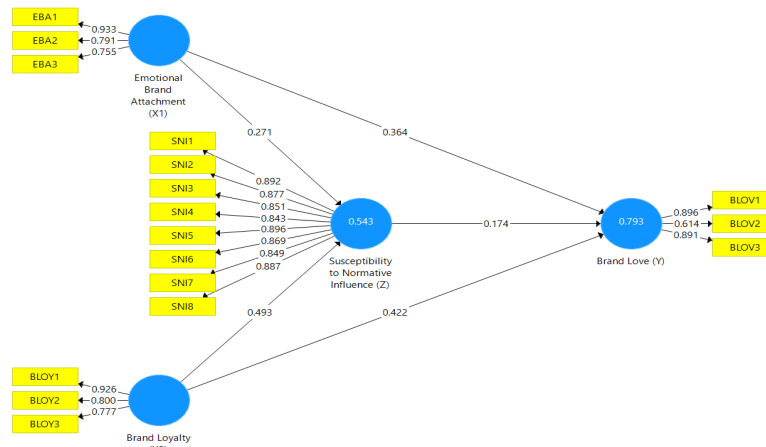 EBA1
0.933
EBA2
0.791
EBA3
0.755
Emotional
Brand
Attachment
(X1)
0.271
0.364
SNI1
SNI2
SNI3
SNI4
SNI5
SNI6
SNI7
SNI8
0.892
0.877
0.851
0.843
0.896
0.869
0.849
0.887
0.543
Susceptibility
to Normative
Influence (Z)
0.174
0.793
Brand Love (Y)
0.896
0.614
0.891
BLOV1
BLOV2
BLOV3
0.493
0.422
BLOY1
0.926
BLOY2
0.800
BLOY3
0.777
Brand Loyalty